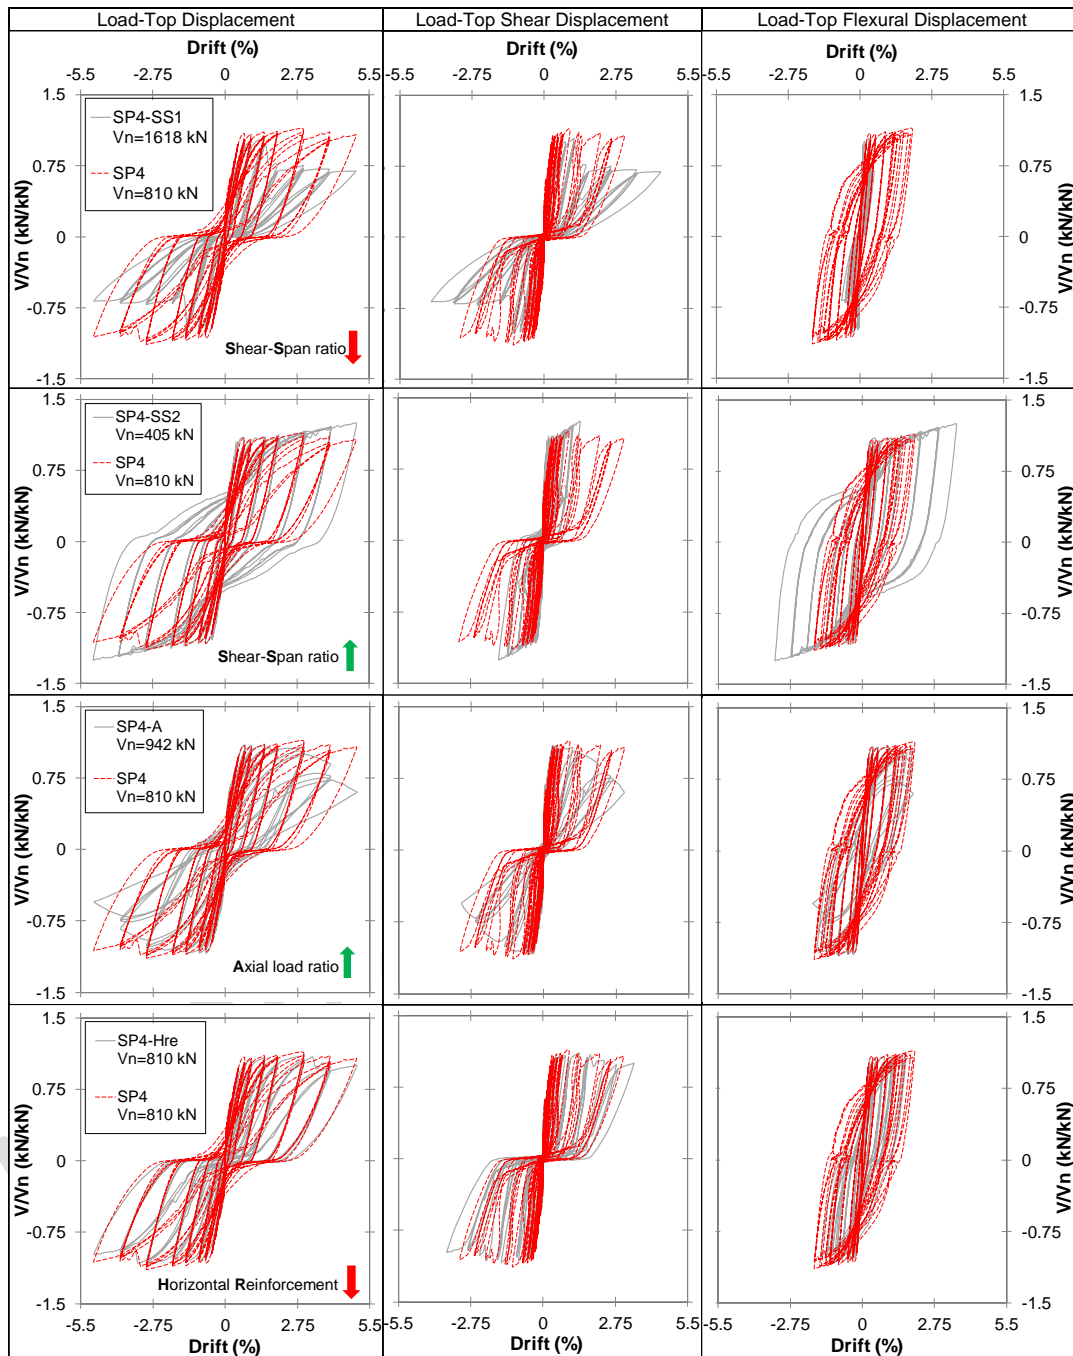 Load-Top Displacement
Load-Top Shear Displacement
Load-Top Flexural Displacement
Drift (%)
Drift (%)
Drift (%)
-5.5 -2.75 0 2.75 5.5
-5.5 -2.75 0 2.75 5.5
-5.5 -2.75 0 2.75 5.5
V/Vn (kN/kN)
1.5
0.75
0
-0.75
-1.5
SP4-SS1
Vn=1618 kN
SP4
Vn=810 kN
Shear-Span ratio
1.5
0.75
0
-0.75
-1.5
V/Vn (kN/kN)
V/Vn (kN/kN)
1.5
0.75
0
-0.75
-1.5
SP4-SS2
Vn=405 kN
SP4
Vn=810 kN
Shear-Span ratio
1.5
0.75
0
-0.75
-1.5
V/Vn (kN/kN)
V/Vn (kN/kN)
1.5
0.75
0
-0.75
-1.5
SP4-A
Vn=942 kN
SP4
Vn=810 kN
Axial load ratio
1.5
0.75
0
-0.75
-1.5
V/Vn (kN/kN)
V/Vn (kN/kN)
1.5
0.75
0
-0.75
-1.5
SP4-Hre
Vn=810 kN
SP4
Vn=810 kN
Horizontal Reinforcement
1.5
0.75
0
-0.75
-1.5
V/Vn (kN/kN)
-5.5 -2.75 0 2.75 5.5
-5.5 -2.75 0 2.75 5.5
-5.5 -2.75 0 2.75 5.5
Drift (%)
Drift (%)
Drift (%)